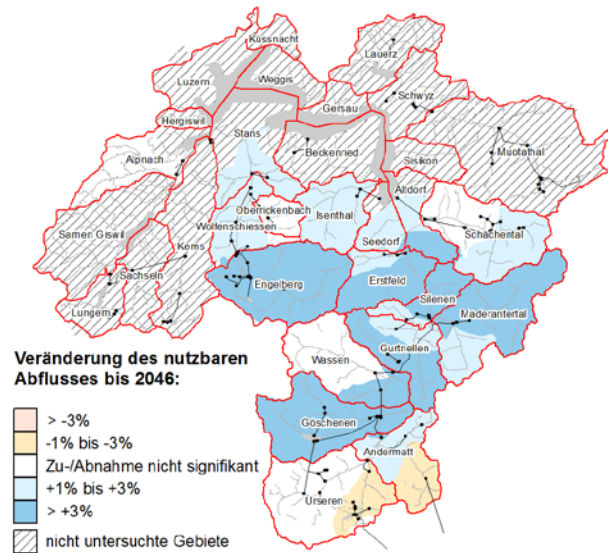 Küssnacht
Lauerz
Luzern
Weggis
Schwyz
Gersau
Hergiswil
Stans
Muotathal
Alpnach
Beckenried
Sisikon
Altdorf
Oberrickenbach
Isenthal
Schächental
Sarnen Giswil
Wolfenschiessen
Kerns
Seedorf
Sachseln
Engelberg
Erstfeld
Silenen
Lungern
Maderantertal
Gurtnellen
Wassen
Göschenen
Andermatt
Urseren
Veränderung des nutzbaren
Abflusses bis 2046:
> -3%
-1% bis -3%
Zu-/Abnahme nicht signifikant
+1% bis +3%
> +3%
nicht untersuchte Gebiete